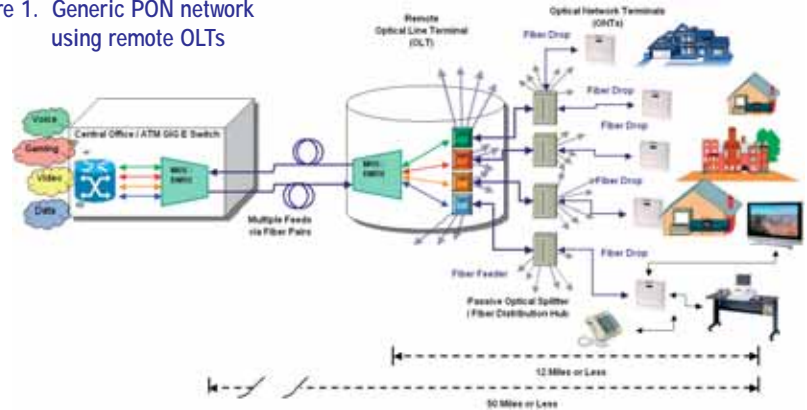 re 1. Generic PON network
using remote OLTs
Remote
Optical Line Terminal
(OLT)
Optical Network Terminals
(ONTs)
Fiber Drop
Fiber Drop
Fiber Drop
Voice
Gaming
Video
Data
Central Office / ATM GIG E Switch
Multiple Feeds
via Fiber Pairs
Fiber Drop
Fiber Drop
Fiber Feeder
Passive Optical Splitter
/ Fiber Distribution Hub
12 Miles or Less
50 Miles or Less